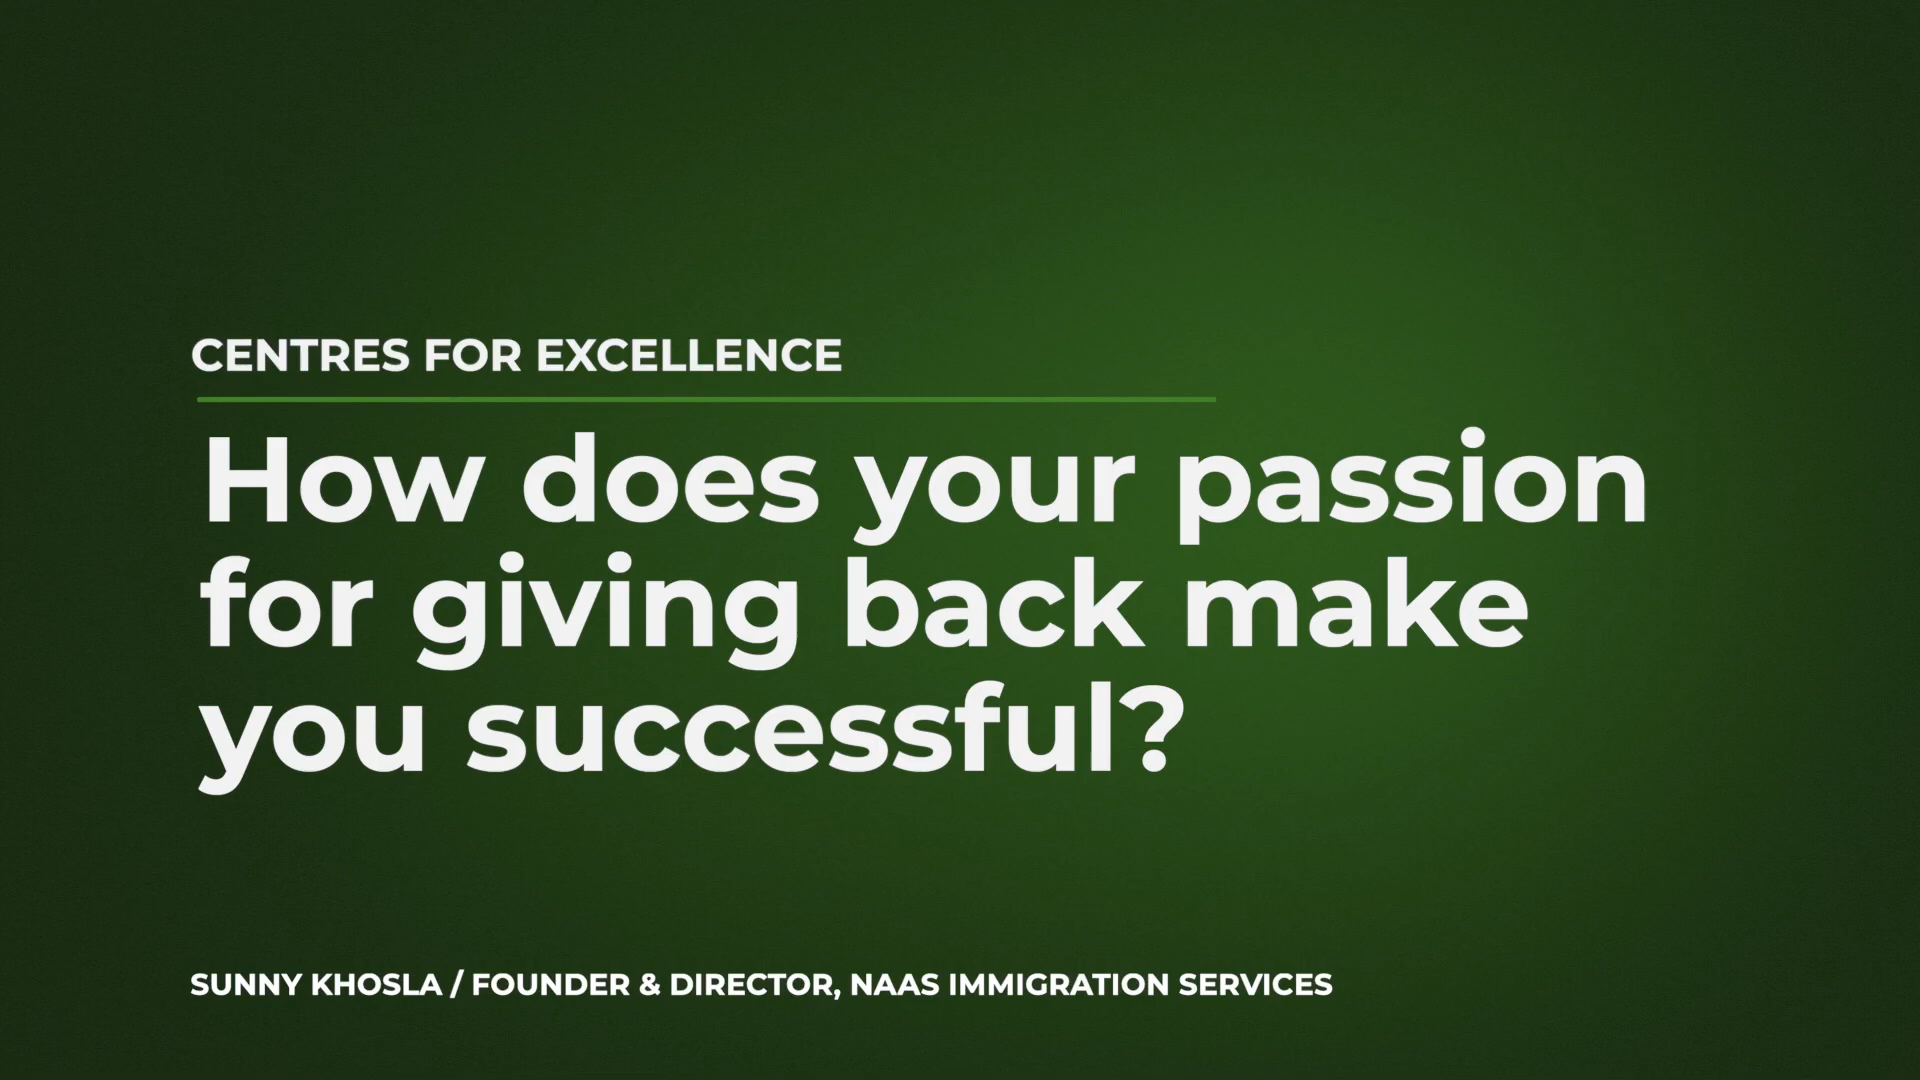 CENTRES FOR EXCELLENCE
How does your passion
for giving back make
you successful?
SUNNY KHOSLA / FOUNDER & DIRECTOR, NAAS IMMIGRATION SERVICES